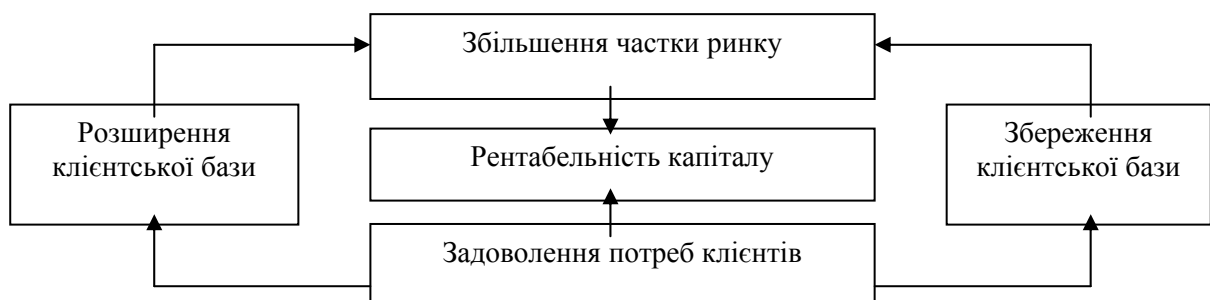 Збільшення частки ринку
Розширення
клієнтської бази
Рентабельність капіталу
Збереження
клієнтської бази
Задоволення потреб клієнтів